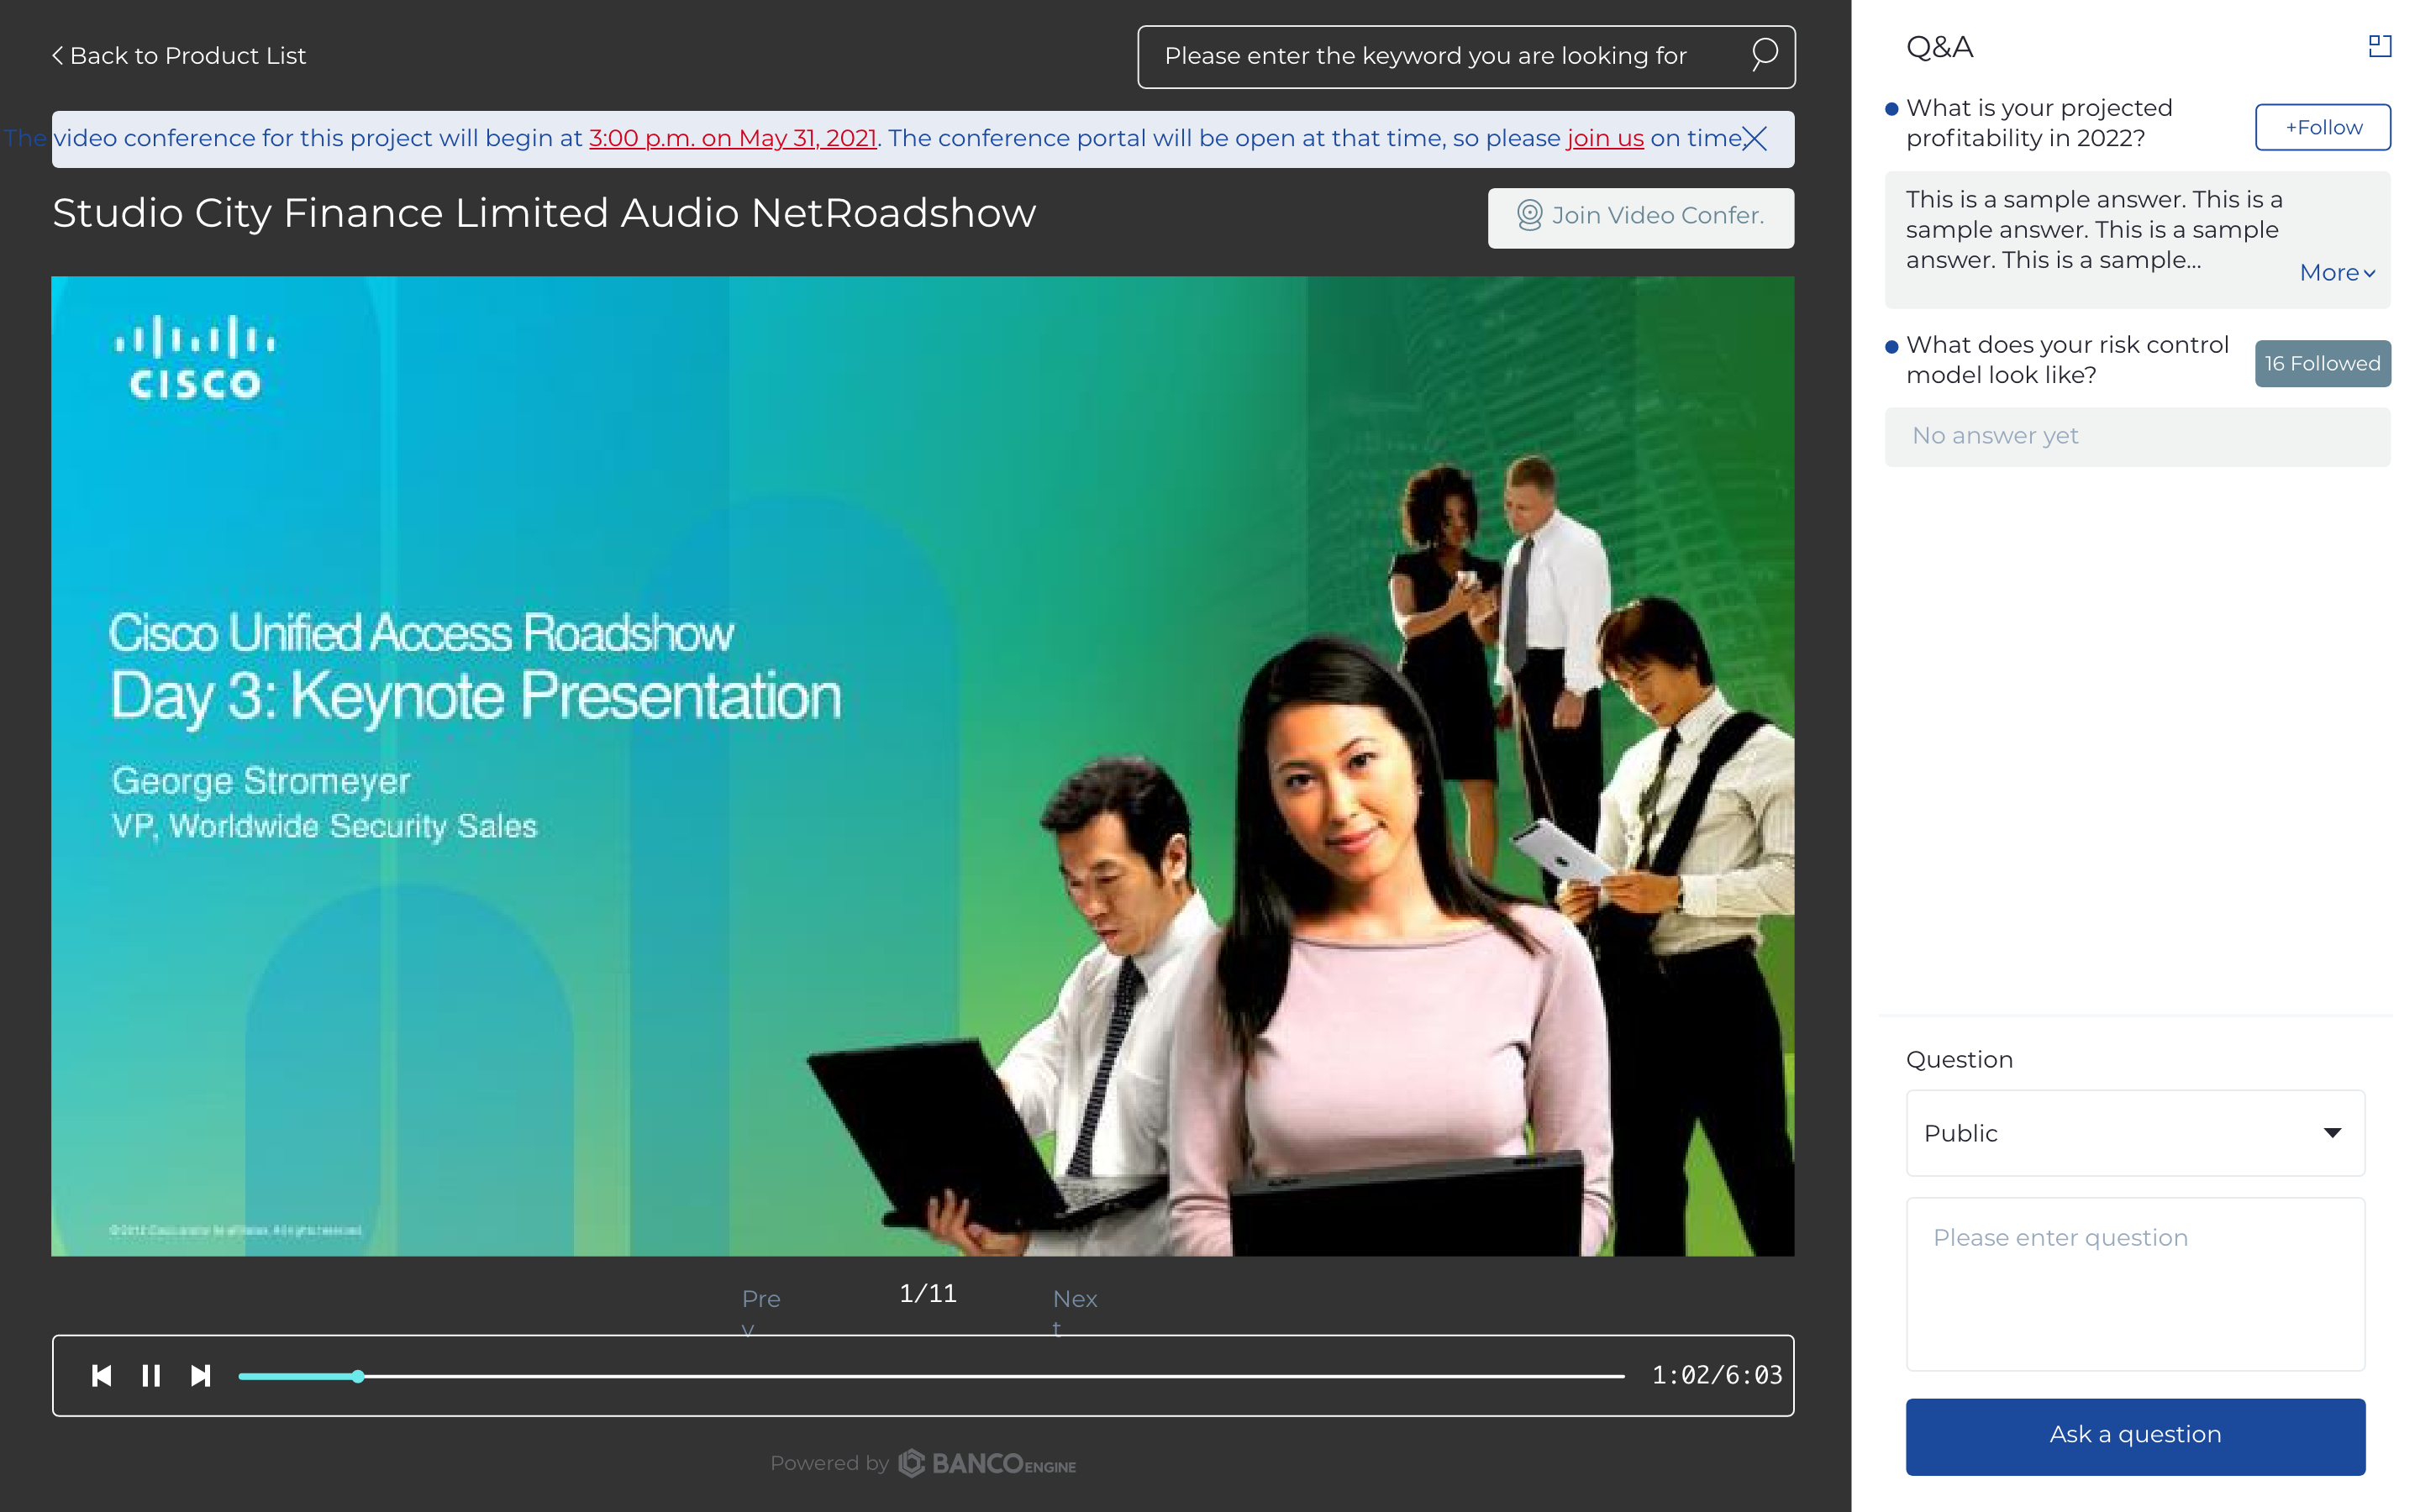 Back to Product List
Please enter the keyword you are looking for
The video conference for this project will begin at 3:00 p.m. on May 31, 2021. The conference portal will be open at that time, so please join us on time.
Studio City Finance Limited Audio NetRoadshow
Join Video Confer.
CISCO
Cisco Unified Access Roadshow
Day 3: Keynote Presentation
George Stromeyer
VP, Worldwide Security Sales
All rights reserved.
Pre
v
1/11
Nex
t
1:02/6:03
Powered by BANCO ENGINE
Q&A
What is your projected
profitability in 2022?
+Follow
This is a sample answer. This is a
sample answer. This is a sample
answer. This is a sample...
More
What does your risk control
model look like?
16 Followed
No answer yet
Question
Public
Please enter question
Ask a question